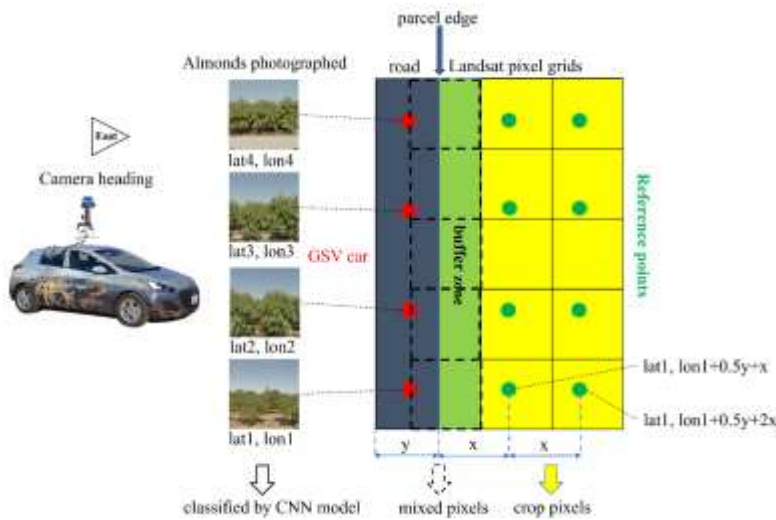 parcel edge
Almonds photographed
road
Landsat pixel grids
East
Camera heading
lat4, lon4
lat3, lon3
GSV car
lat2, lon2
lat1, lon1
buffer zone
Reference points
lat1, lon1+0.5y+x
lat1, lon1+0.5y+2x
y
x
x
classified by CNN model
mixed pixels
crop pixels